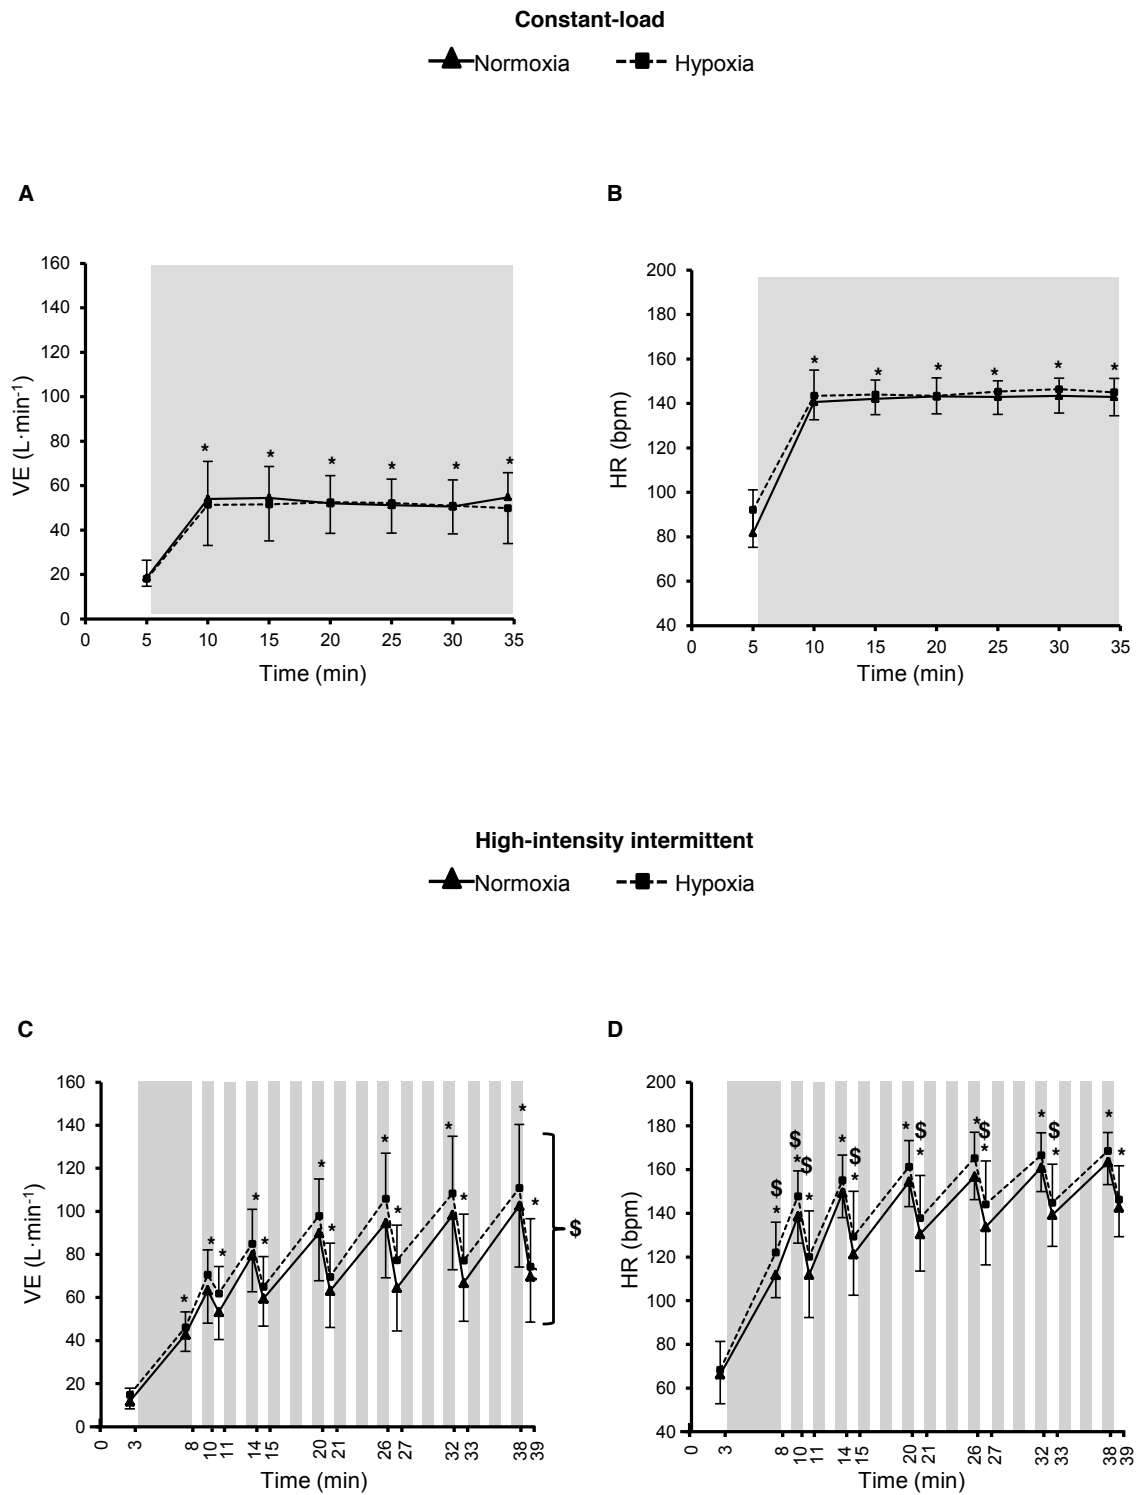 Constant-load
Normoxia Hypoxia
A B
160
140
120
100
80
60
40
20
0
VE (L·min⁻¹)
* * * * * *
0 5 10 15 20 25 30 35
Time (min)
200
180
160
140
120
100
80
60
40
HR (bpm)
* * * * * *
0 5 10 15 20 25 30 35
Time (min)
High-intensity intermittent
Normoxia Hypoxia
C D
160
140
120
100
80
60
40
20
0
VE (L·min⁻¹)
* * * * * * * * * * * * *
$
0 3 8 10 11 14 15 20 21 26 27 32 33 38 39
Time (min)
200
180
160
140
120
100
80
60
40
HR (bpm)
$ $ $ $ $ $ $
* * * * * * * * * * * * *
0 3 8 10 11 14 15 20 21 26 27 32 33 38 39
Time (min)